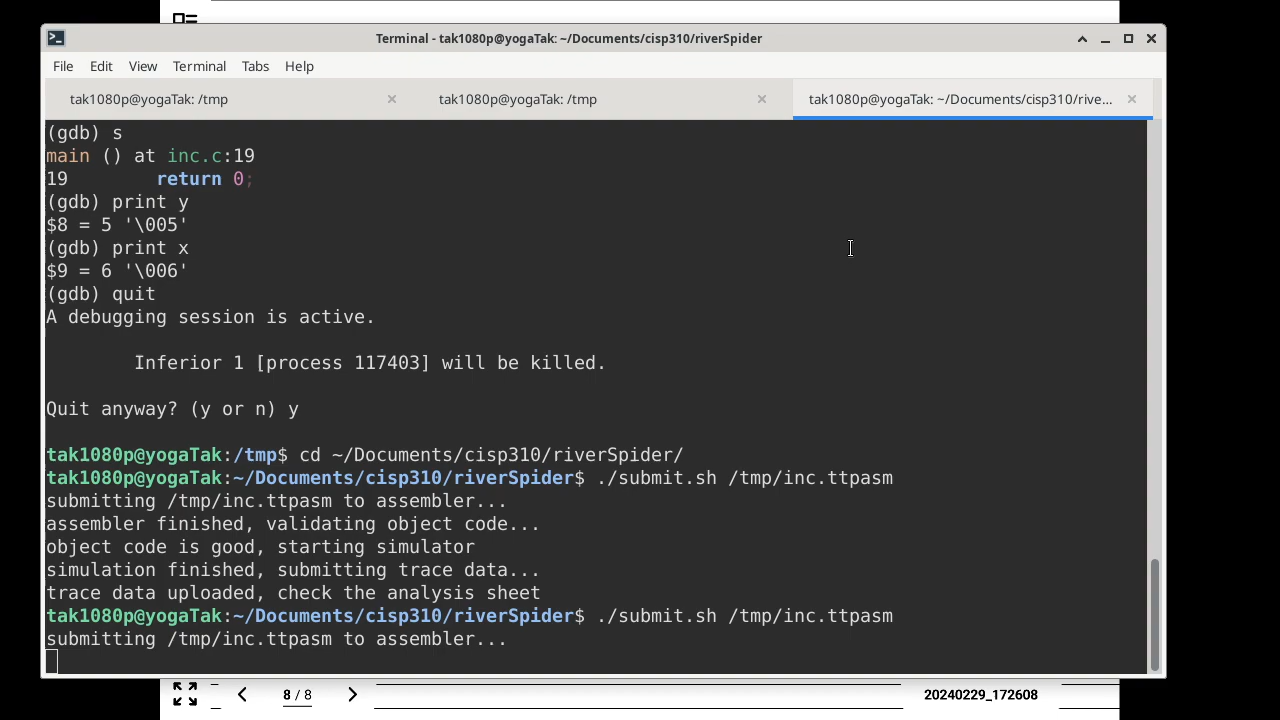 Terminal - tak1080p@yogaTak: ~/Documents/cisp310/riverSpider
File Edit View Terminal Tabs Help
tak1080p@yogaTak: /tmp
tak1080p@yogaTak: /tmp
tak1080p@yogaTak: ~/Documents/cisp310/rive...
(gdb) s
main () at inc.c:19
19 return 0;
(gdb) print y
$8 = 5 '\005'
(gdb) print x
$9 = 6 '\006'
(gdb) quit
A debugging session is active.
Inferior 1 [process 117403] will be killed.
Quit anyway? (y or n) y
tak1080p@yogaTak:/tmp$ cd ~/Documents/cisp310/riverSpider/
tak1080p@yogaTak:~/Documents/cisp310/riverSpider$ ./submit.sh /tmp/inc.ttpasm
submitting /tmp/inc.ttpasm to assembler...
assembler finished, validating object code...
object code is good, starting simulator
simulation finished, submitting trace data...
trace data uploaded, check the analysis sheet
tak1080p@yogaTak:~/Documents/cisp310/riverSpider$ ./submit.sh /tmp/inc.ttpasm
submitting /tmp/inc.ttpasm to assembler...
8 / 8
20240229_172608